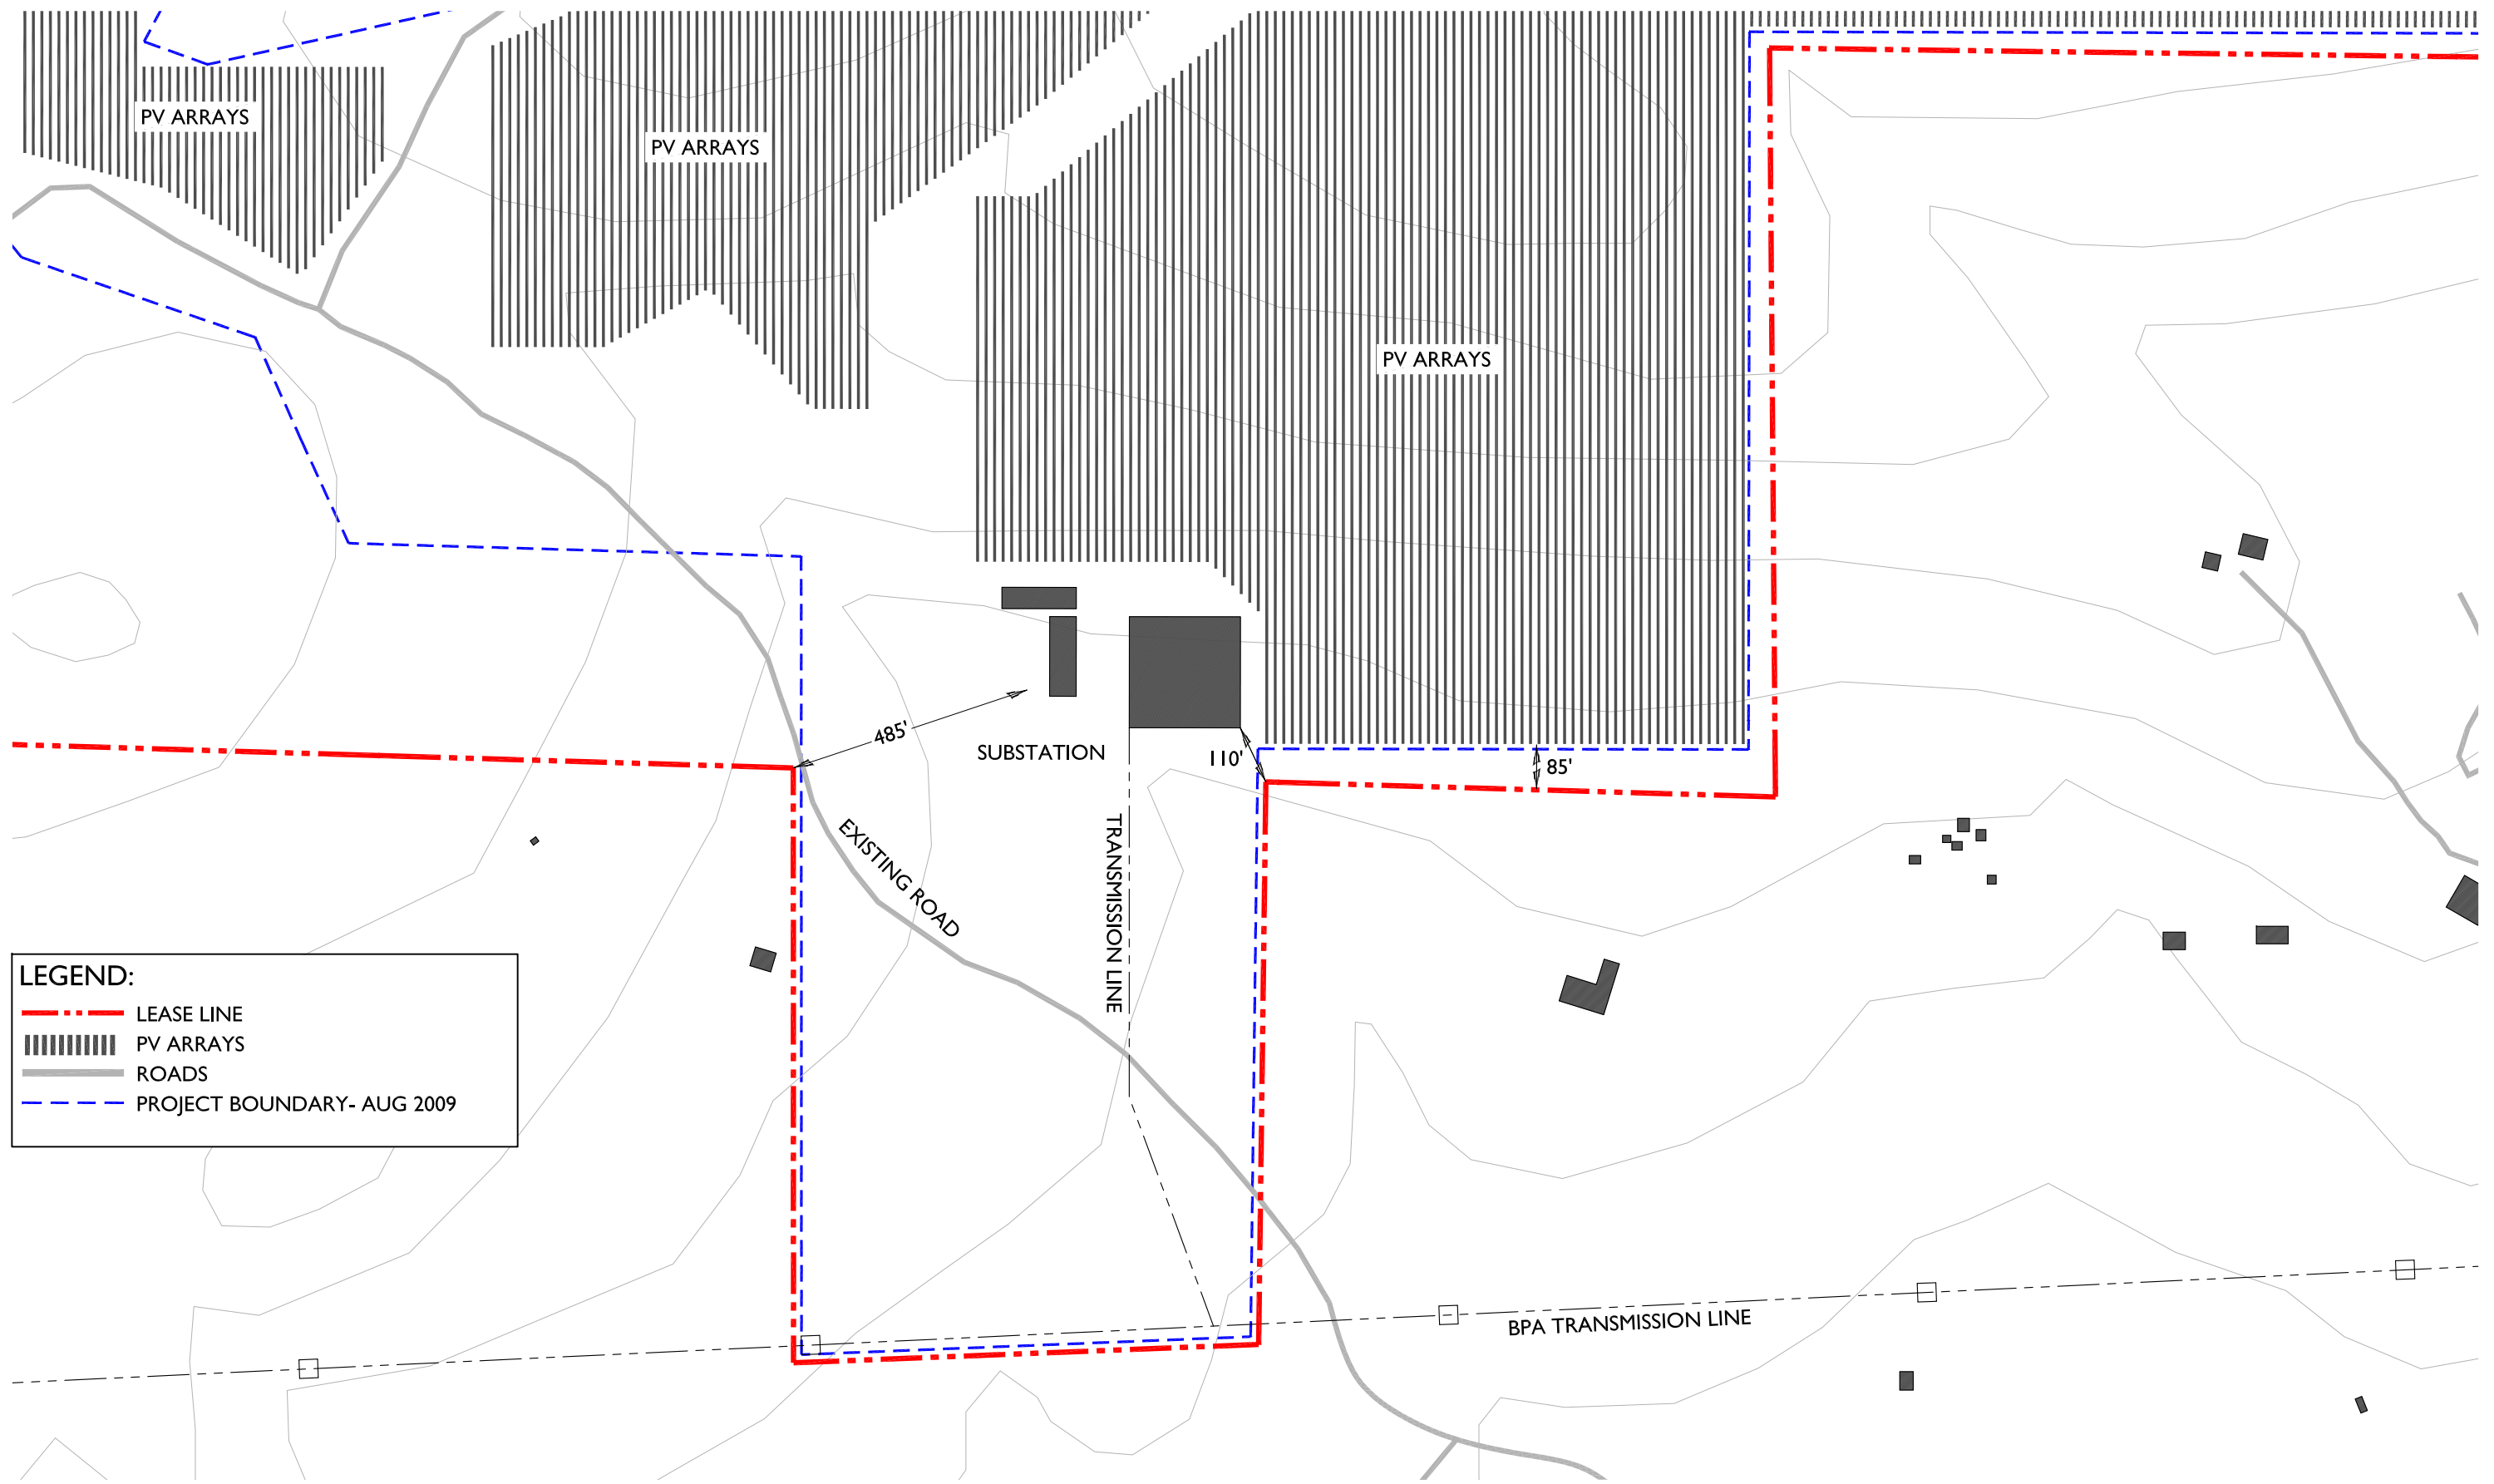 PV ARRAYS
PV ARRAYS
PV ARRAYS
485'
SUBSTATION
110'
85'
TRANSMISSION LINE
EXISTING ROAD
LEGEND:
LEASE LINE
PV ARRAYS
ROADS
PROJECT BOUNDARY- AUG 2009
BPA TRANSMISSION LINE